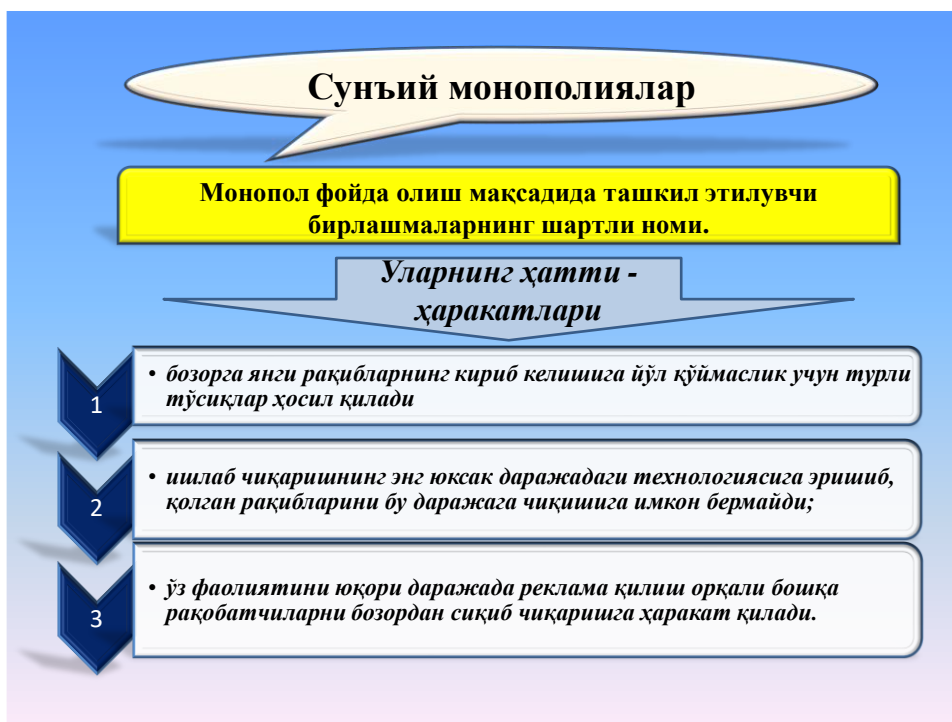 Сунъий монополиялар
Монопол фойда олиш мақсадида ташкил этилувчи
бирлашмаларнинг шартли номи.
Уларнинг ҳатти -
ҳаракатлари
1
• бозорга янги рақибларнинг кириб келишига йўл қўймаслик учун турли
тўсиқлар ҳосил қилади
2
• ишлаб чиқаришнинг энг юксак даражадаги технологиясига эришиб,
қолган рақибларини бу даражага чиқишига имкон бермайди;
3
• ўз фаолиятини юқори даражада реклама қилиш орқали бошқа
рақобатчиларни бозордан сиқиб чиқаришга ҳаракат қилади.